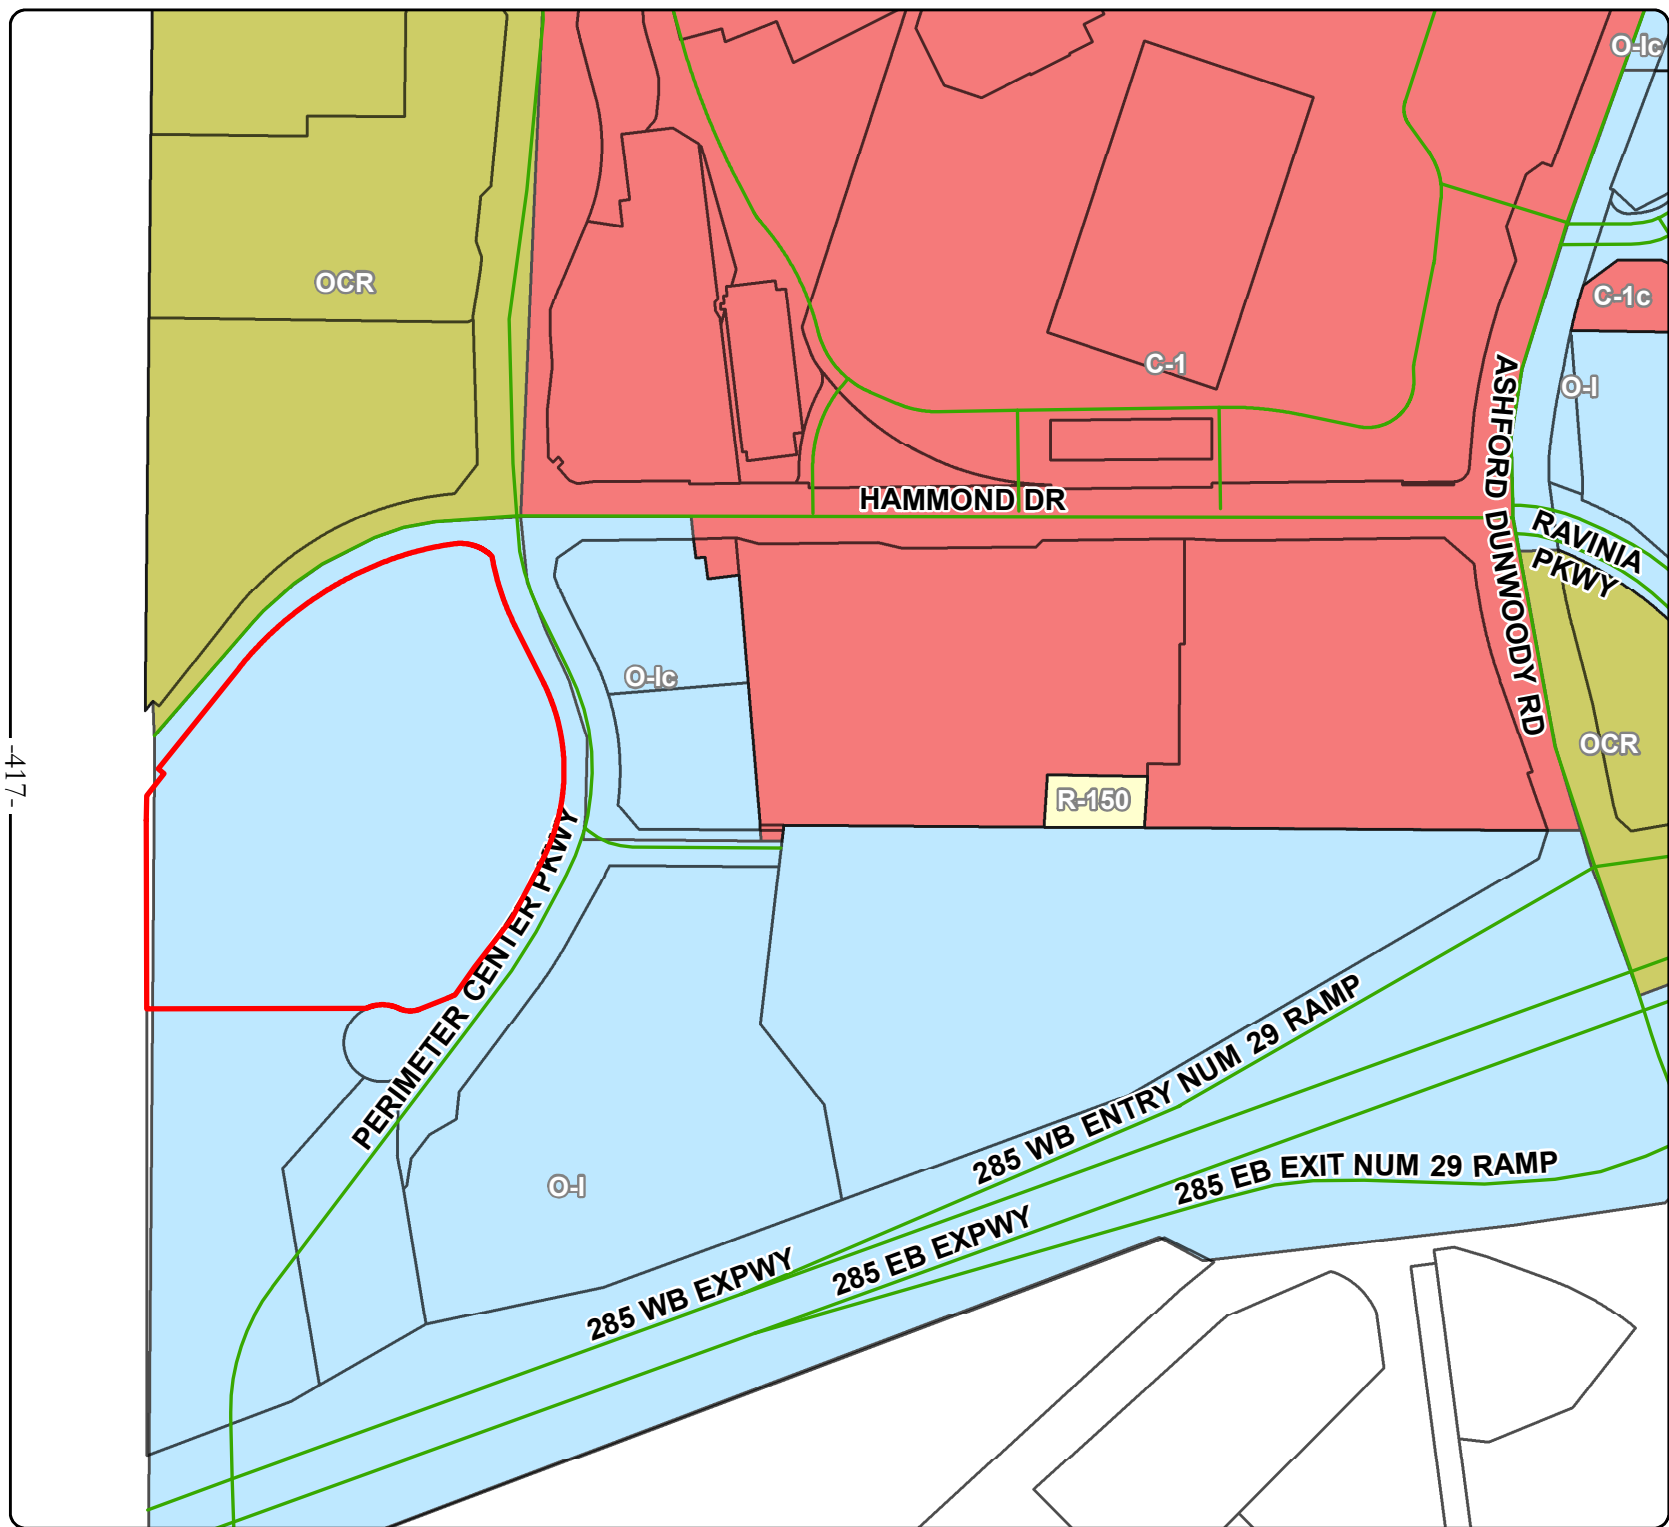 O-Ic
OCR
C-1c
C-1
O-I
ASHFORD DUNWOODY RD
HAMMOND DR
RAVINIA
PKWY
O-Ic
OCR
-417-
R-150
PERIMETER CENTER PKWY
285 WB ENTRY NUM 29 RAMP
285 EB EXIT NUM 29 RAMP
O-I
285 EB EXPWY
285 WB EXPWY